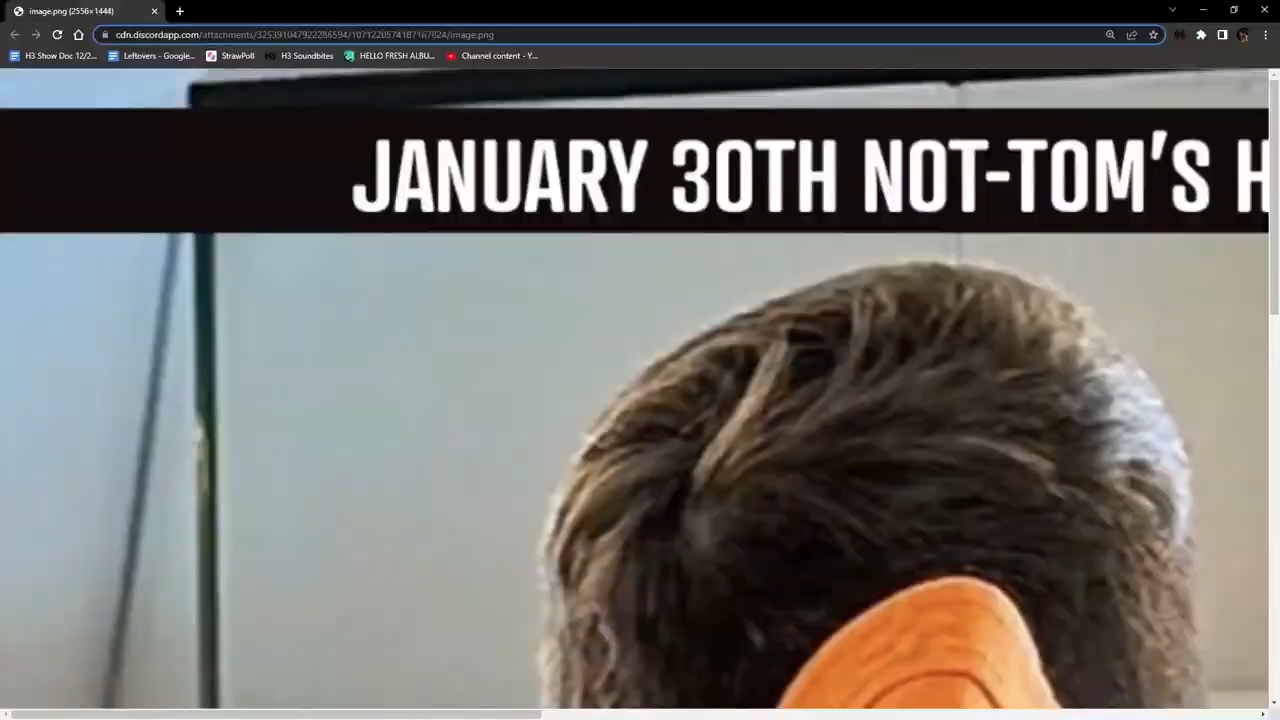 image.png (2556×1444)
cdn.discordapp.com/attachments/325391047922286594/1071220574187167824/image.png
H3 Show Doc 12/2...
Leftovers - Google...
StrawPoll
H3 Soundbites
HELLO FRESH ALBU...
Channel content - Y...
JANUARY 30TH NOT-TOM'S H